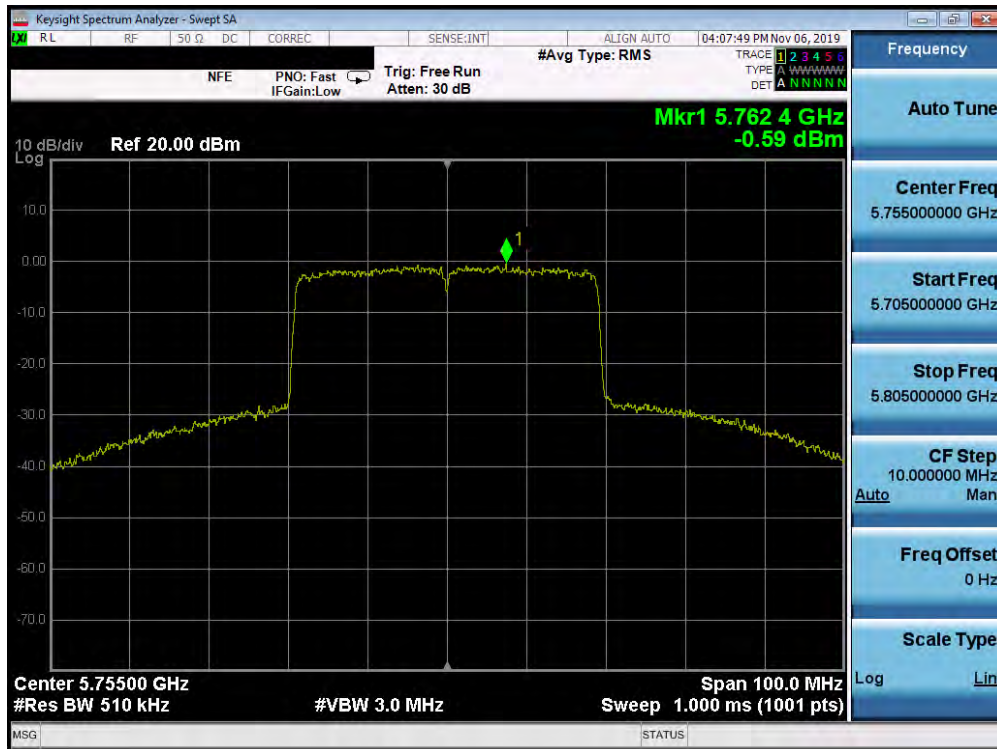 Keysight Spectrum Analyzer - Swept SA
LXI RL RF 50 Ω DC CORREC SENSE:INT ALIGN AUTO 04:07:49 PM Nov 06, 2019
Frequency
NFE PNO: Fast Trig: Free Run #Avg Type: RMS TRACE 1 2 3 4 5 6
IFGain:Low Atten: 30 dB TYPE A WWWWW
DET A N N N N N
Mkr1 5.762 4 GHz
-0.59 dBm
10 dB/div Ref 20.00 dBm
Log
10.0
0.00
-10.0
-20.0
-30.0
-40.0
-50.0
-60.0
-70.0
1
Center 5.75500 GHz Span 100.0 MHz
#Res BW 510 kHz #VBW 3.0 MHz Sweep 1.000 ms (1001 pts)
MSG STATUS
Auto Tune
Center Freq
5.755000000 GHz
Start Freq
5.705000000 GHz
Stop Freq
5.805000000 GHz
CF Step
10.000000 MHz
Auto Man
Freq Offset
0 Hz
Scale Type
Log Lin